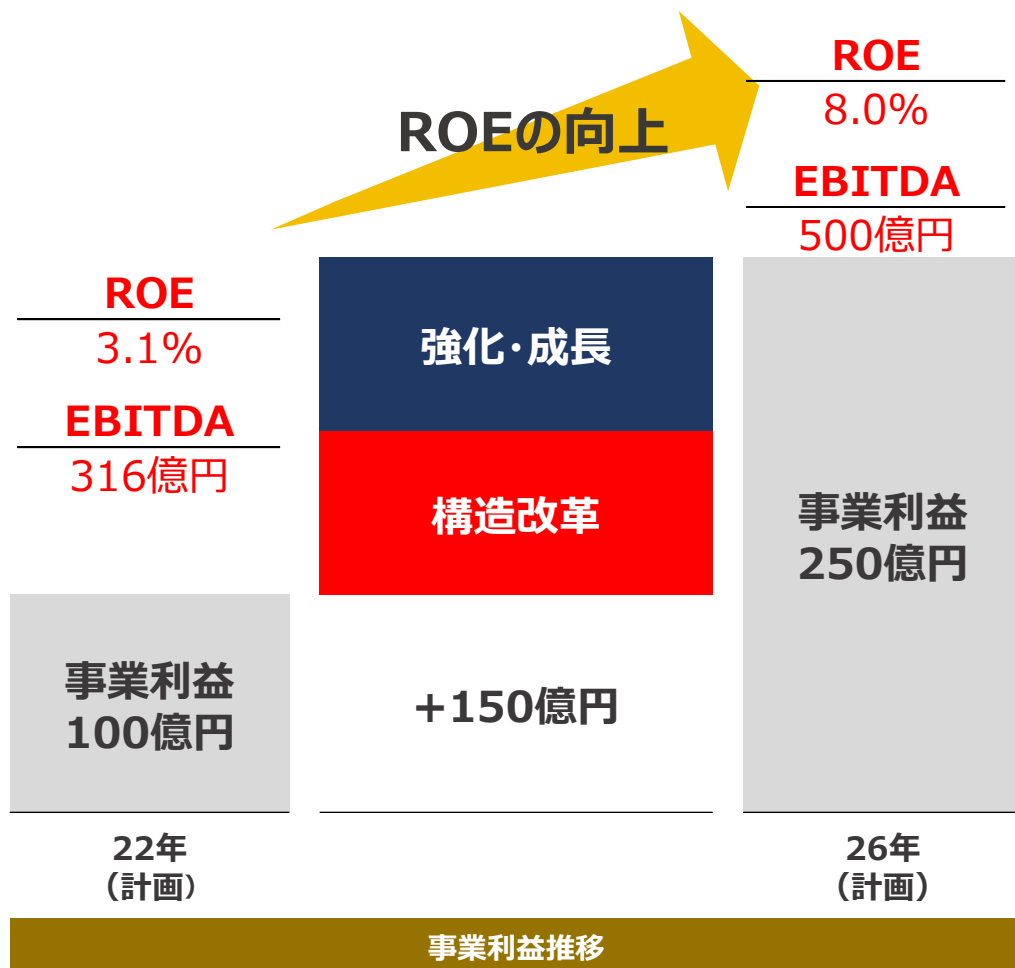 ROEの向上
ROE
3.1%
EBITDA
316億円
事業利益
100億円
22年
（計画）
強化・成長
構造改革
+150億円
ROE
8.0%
EBITDA
500億円
事業利益
250億円
26年
（計画）
事業利益推移